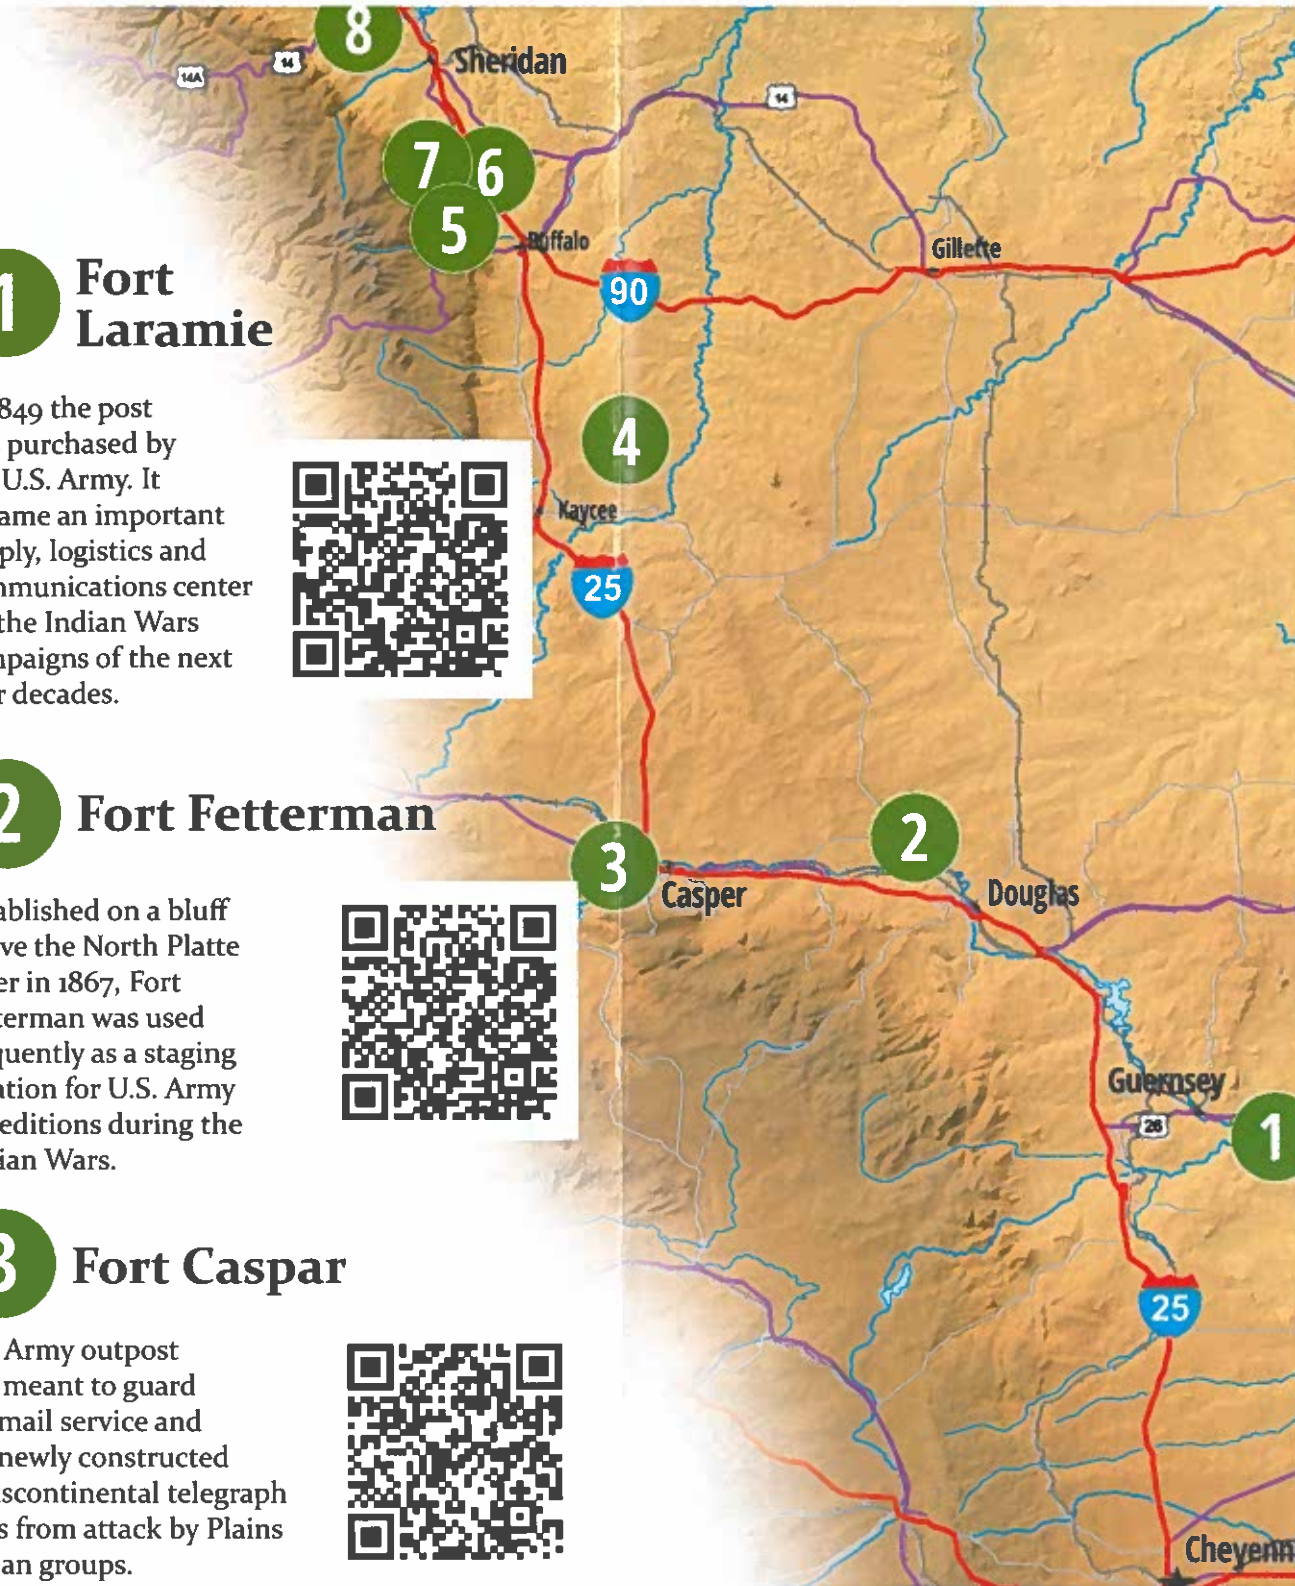 8
Sheridan
14A
14
14
7
6
5
Buffalo
90
Gillette
1
Fort
Laramie
849 the post
purchased by
U.S. Army. It
ame an important
ply, logistics and
mmunications center
the Indian Wars
npaigns of the next
r decades.
4
Kaycee
25
2
Fort Fetterman
2
3
Casper
Douglas
ablished on a bluff
ve the North Platte
er in 1867, Fort
terman was used
quently as a staging
ation for U.S. Army
editions during the
ian Wars.
Guernsey
26
1
3
Fort Caspar
25
Army outpost
meant to guard
mail service and
newly constructed
nscontinental telegraph
s from attack by Plains
an groups.
Cheyenn